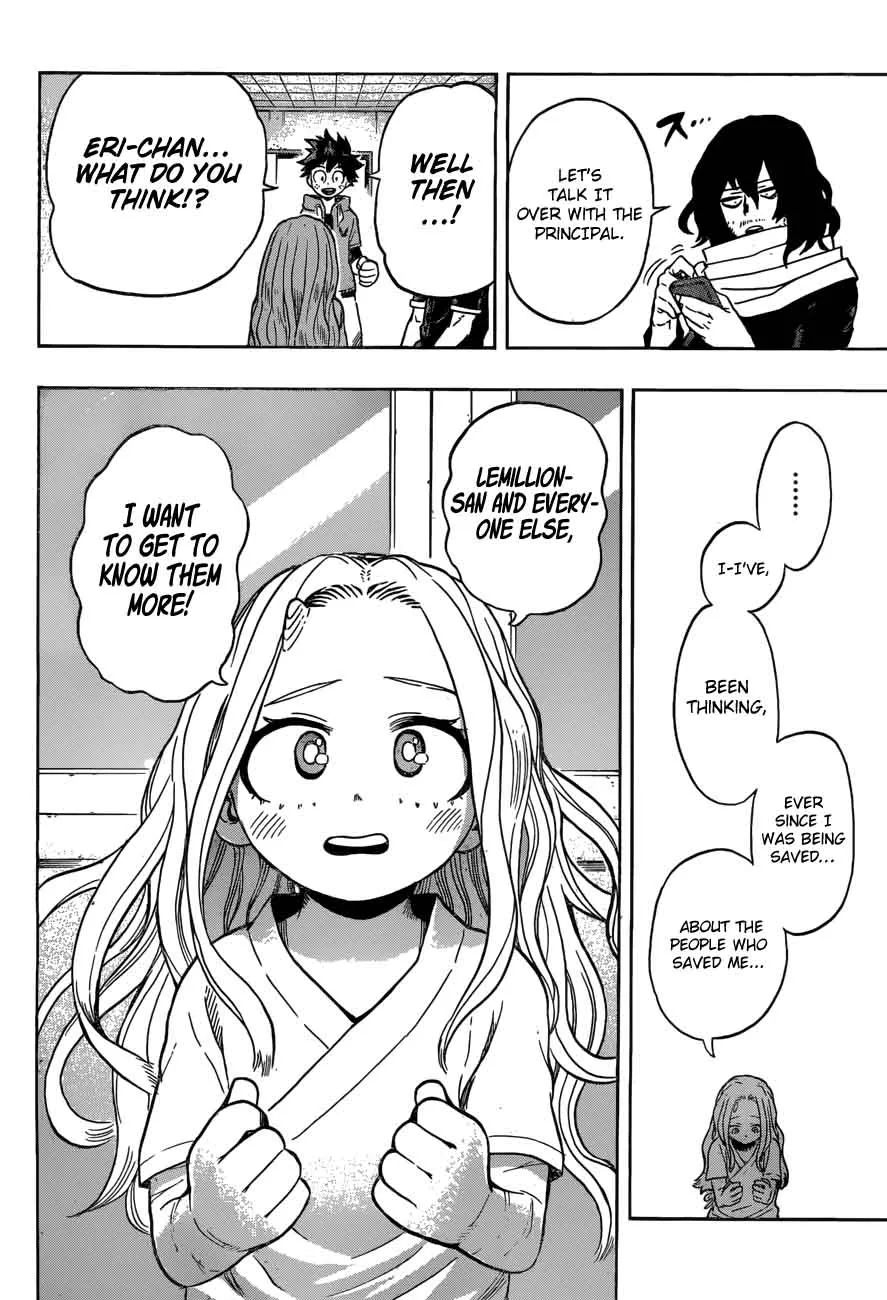 LET'S
TALK IT
OVER WITH THE
PRINCIPAL.
ス…
WELL
THEN
...!
ERI-CHAN...
WHAT DO YOU
THINK!?
......
I-I'VE,
BEEN
THINKING,
EVER
SINCE I
WAS BEING
SAVED...
ABOUT THE
PEOPLE WHO
SAVED ME...
LEMILLION-
SAN AND EVERY-
ONE ELSE,
I WANT
TO GET TO
KNOW THEM
MORE!